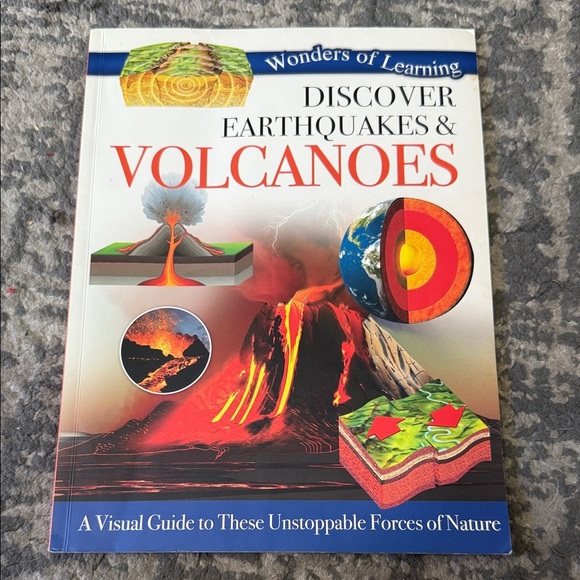 Wonders of Learning
DISCOVER
EARTHQUAKES &
VOLCANOES
A Visual Guide to These Unstoppable Forces of Nature